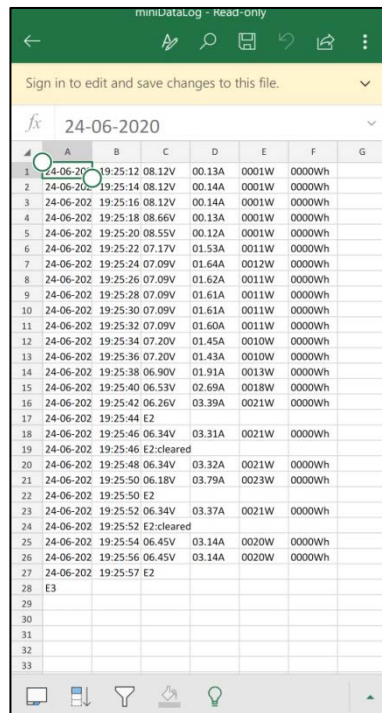 miniDataLog - Read-only
Sign in to edit and save changes to this file.
fx 24-06-2020
A B C D E F G
1 24-06-202 19:25:12 08.12V 00.13A 0001W 0000Wh
2 24-06-202 19:25:14 08.12V 00.14A 0001W 0000Wh
3 24-06-202 19:25:16 08.12V 00.14A 0001W 0000Wh
4 24-06-202 19:25:18 08.66V 00.13A 0001W 0000Wh
5 24-06-202 19:25:20 08.55V 00.12A 0001W 0000Wh
6 24-06-202 19:25:22 07.17V 01.53A 0011W 0000Wh
7 24-06-202 19:25:24 07.09V 01.64A 0012W 0000Wh
8 24-06-202 19:25:26 07.09V 01.62A 0011W 0000Wh
9 24-06-202 19:25:28 07.09V 01.61A 0011W 0000Wh
10 24-06-202 19:25:30 07.09V 01.61A 0011W 0000Wh
11 24-06-202 19:25:32 07.09V 01.60A 0011W 0000Wh
12 24-06-202 19:25:34 07.20V 01.45A 0010W 0000Wh
13 24-06-202 19:25:36 07.20V 01.43A 0010W 0000Wh
14 24-06-202 19:25:38 06.90V 01.91A 0013W 0000Wh
15 24-06-202 19:25:40 06.53V 02.69A 0018W 0000Wh
16 24-06-202 19:25:42 06.26V 03.39A 0021W 0000Wh
17 24-06-202 19:25:44 E2
18 24-06-202 19:25:46 06.34V 03.31A 0021W 0000Wh
19 24-06-202 19:25:46 E2:cleared
20 24-06-202 19:25:48 06.34V 03.32A 0021W 0000Wh
21 24-06-202 19:25:50 06.18V 03.79A 0023W 0000Wh
22 24-06-202 19:25:50 E2
23 24-06-202 19:25:52 06.34V 03.37A 0021W 0000Wh
24 24-06-202 19:25:52 E2:cleared
25 24-06-202 19:25:54 06.45V 03.14A 0020W 0000Wh
26 24-06-202 19:25:56 06.45V 03.14A 0020W 0000Wh
27 24-06-202 19:25:57 E2
28 E3
29
30
31
32
33